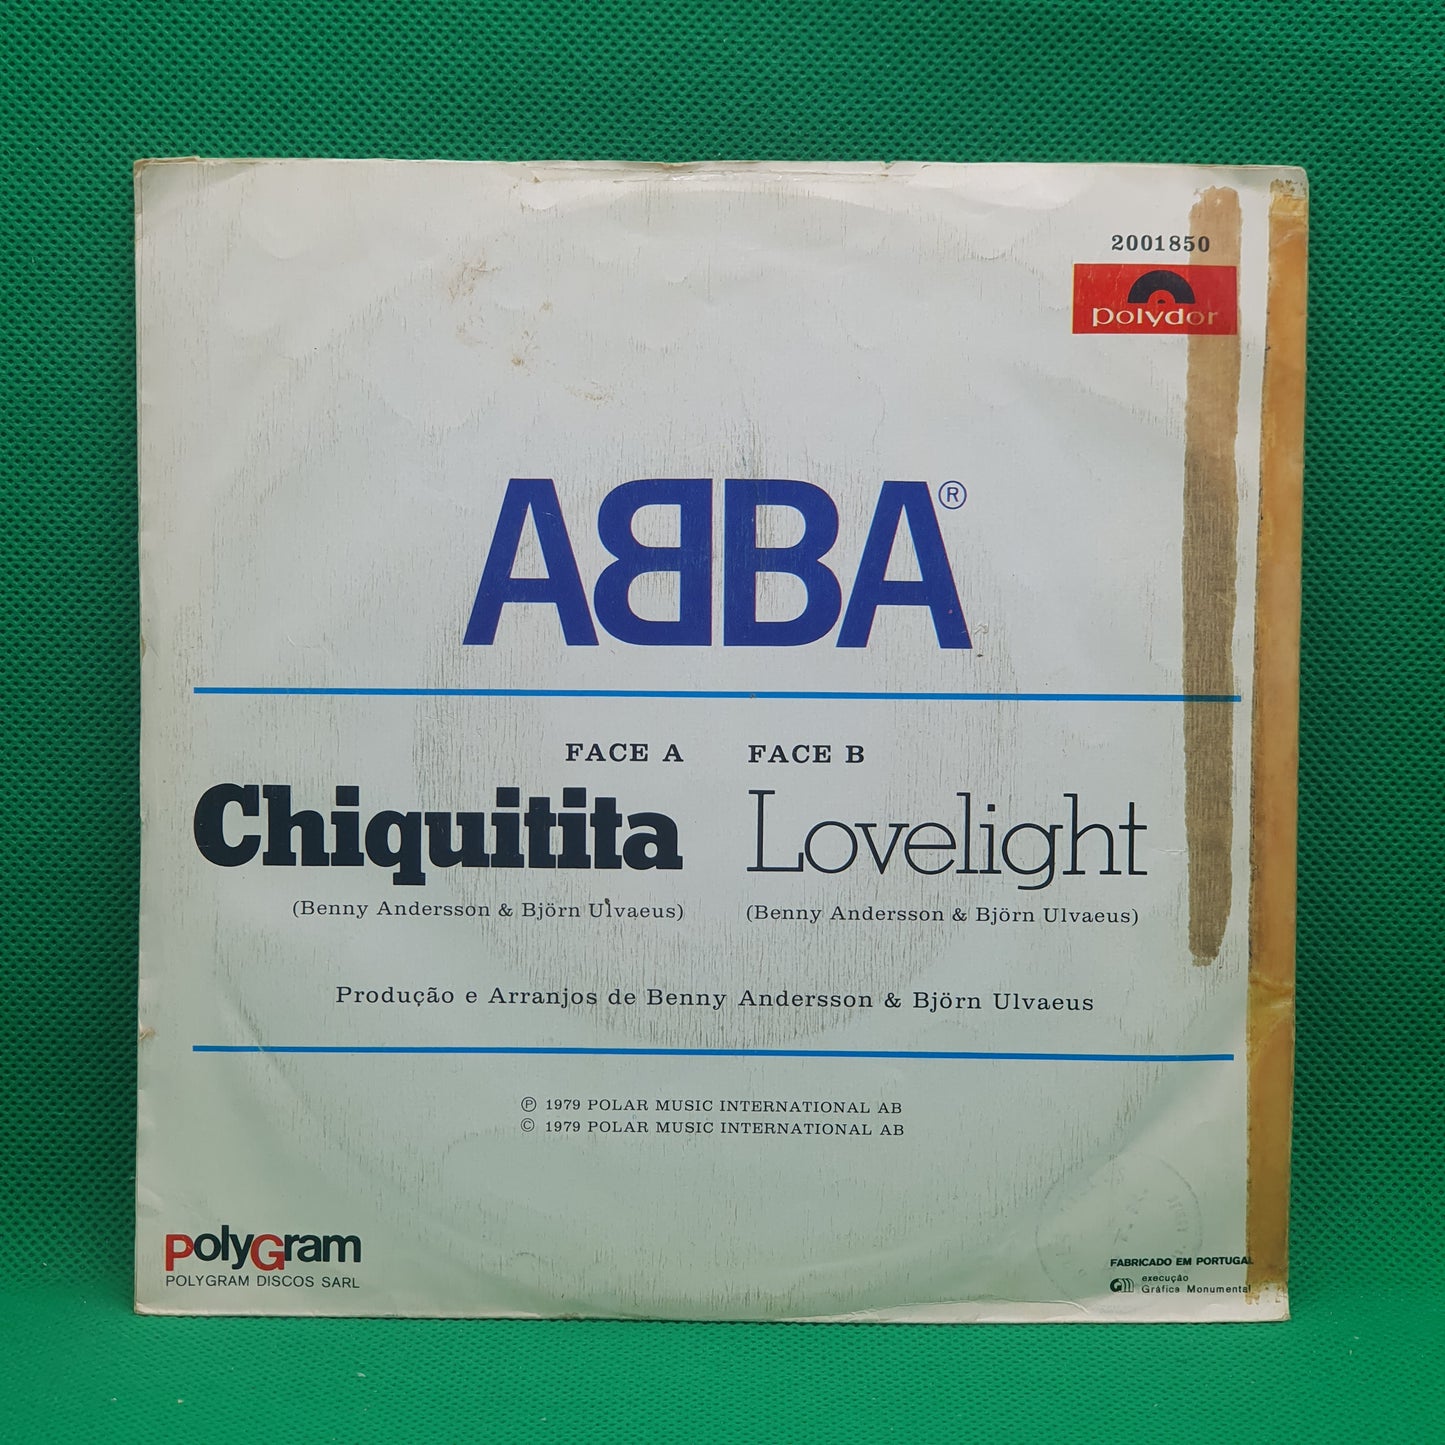 2001850
polydor
ABBA®
FACE A FACE B
Chiquitita Lovelight
(Benny Andersson & Björn Ulvaeus) (Benny Andersson & Björn Ulvaeus)
Produção e Arranjos de Benny Andersson & Björn Ulvaeus
℗ 1979 POLAR MUSIC INTERNATIONAL AB
© 1979 POLAR MUSIC INTERNATIONAL AB
PolyGram
POLYGRAM DISCOS SARL
FABRICADO EM PORTUGAL
execução
Gráfica Monumental